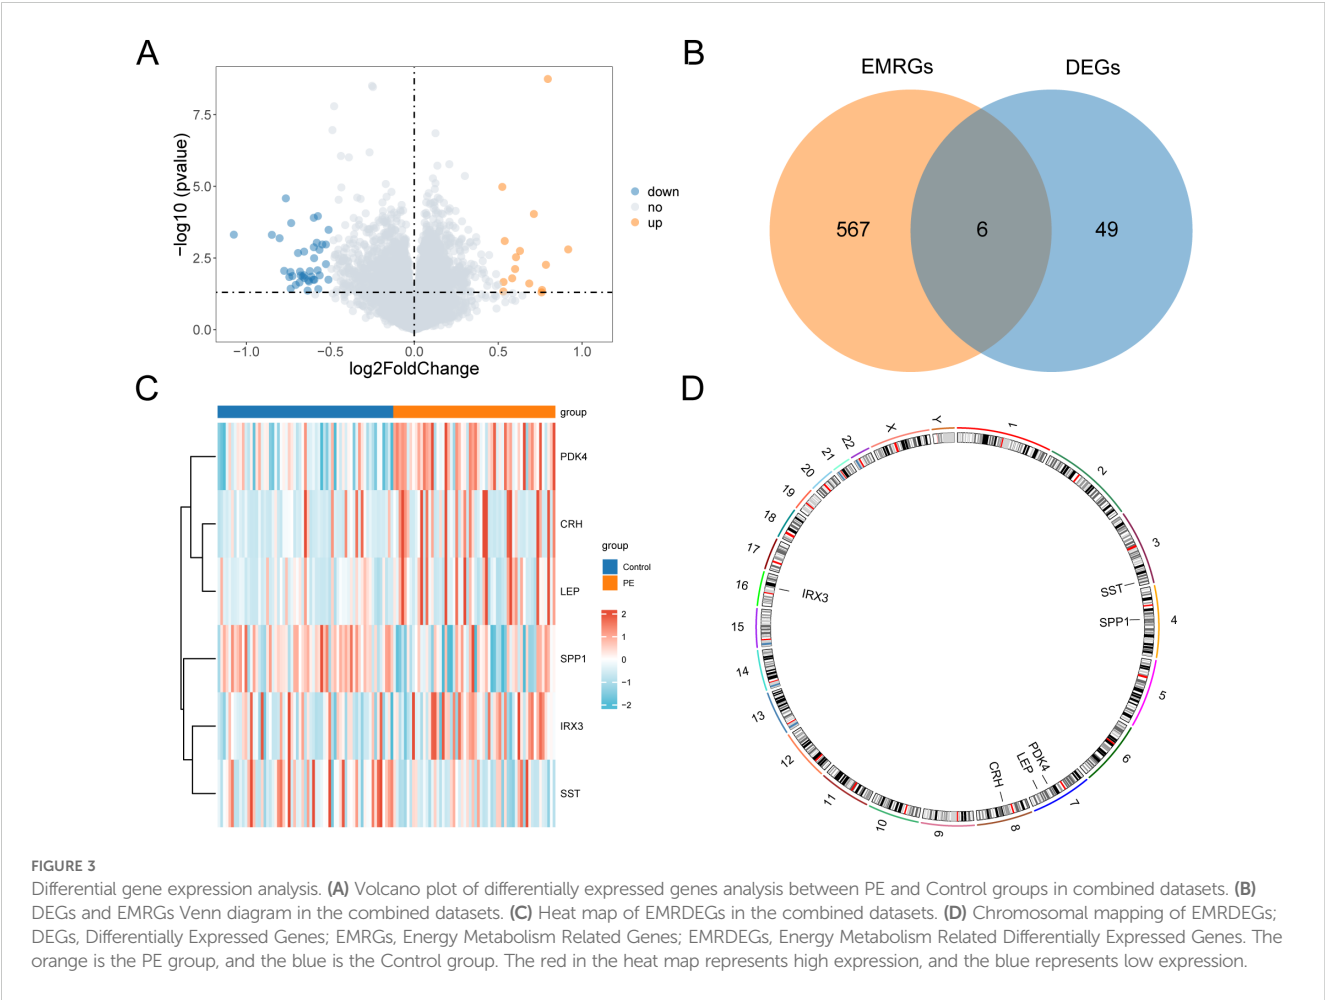 A
−log10 (pvalue)
7.5
5.0
2.5
0.0
−1.0
−0.5
0.0
0.5
1.0
log2FoldChange
down
no
up
B
EMRGs
DEGs
567
6
49
C
group
PDK4
CRH
LEP
SPP1
IRX3
SST
group
Control
PE
2
1
0
−1
−2
D
1
2
3
4
5
6
7
8
9
10
11
12
13
14
15
16
17
18
19
20
21
22
X
Y
SST
SPP1
PDK4
LEP
CRH
IRX3
FIGURE 3
Differential gene expression analysis. (A) Volcano plot of differentially expressed genes analysis between PE and Control groups in combined datasets. (B)
DEGs and EMRGs Venn diagram in the combined datasets. (C) Heat map of EMRDEGs in the combined datasets. (D) Chromosomal mapping of EMRDEGs;
DEGs, Differentially Expressed Genes; EMRGs, Energy Metabolism Related Genes; EMRDEGs, Energy Metabolism Related Differentially Expressed Genes. The
orange is the PE group, and the blue is the Control group. The red in the heat map represents high expression, and the blue represents low expression.